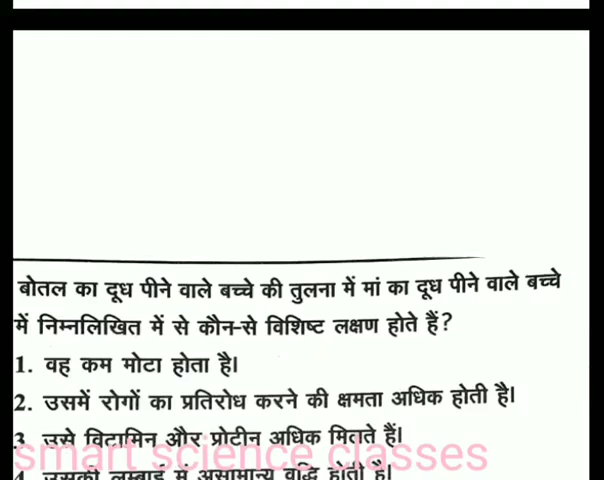 बोतल का दूध पीने वाले बच्चे की तुलना में मां का दूध पीने वाले बच्चे
में निम्नलिखित में से कौन-से विशिष्ट लक्षण होते हैं?
1. वह कम मोटा होता है।
2. उसमें रोगों का प्रतिरोध करने की क्षमता अधिक होती है।
3. उसे विटामिन और प्रोटीन अधिक मिलते हैं।
smart science classes
4. उसकी लम्बाई में असामान्य वृद्धि होती है।